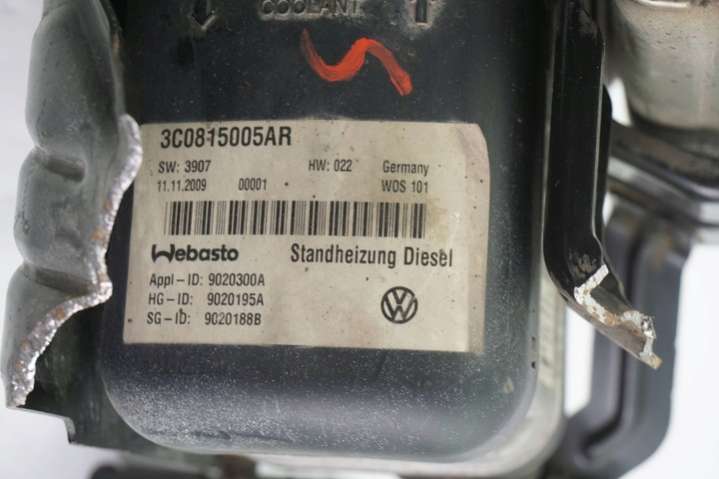 COOLANT
3C0815005AR
SW: 3907 HW: 022 Germany
11.11.2009 00001 WOS 101
Webasto Standheizung Diesel
Appl-ID: 9020300A
HG-ID: 9020195A
SG-ID: 9020188B